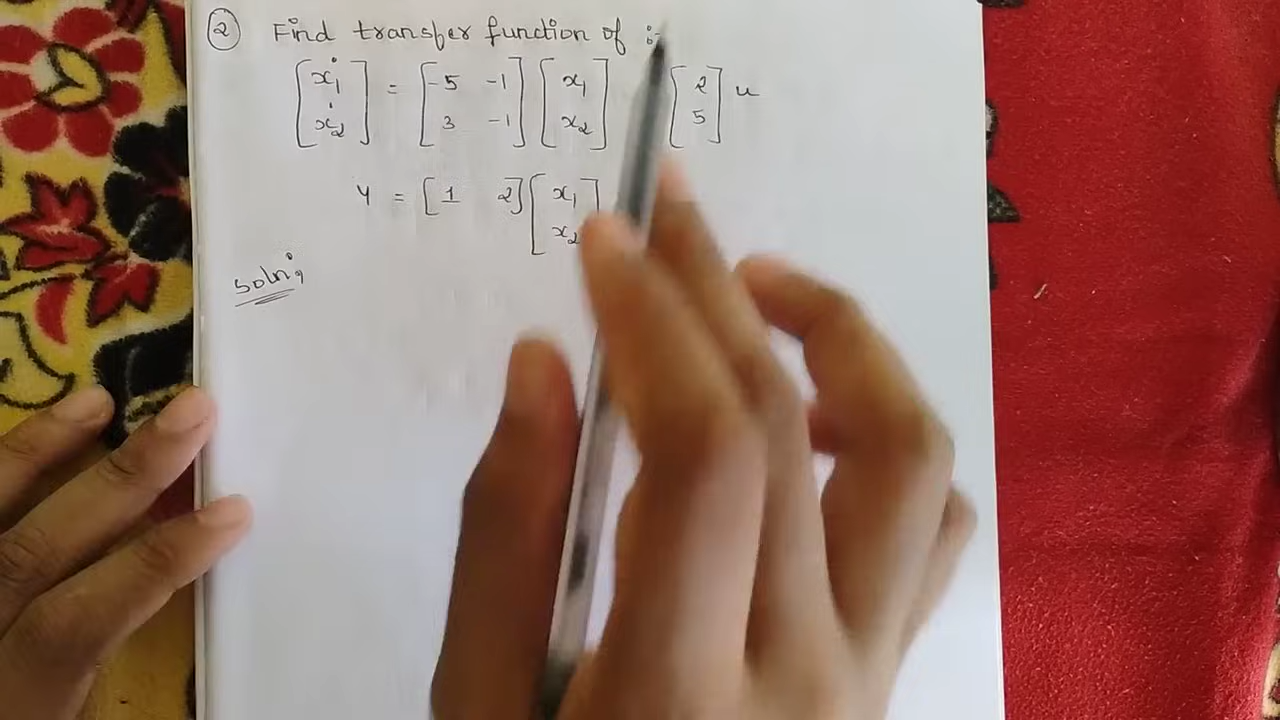 ② Find transfer function of :-
[ẋ1 ẋ2] = [-5 -1 3 -1] [x1 x2] [2 5] u
y = [1 2] [x1 x2]
soln:,